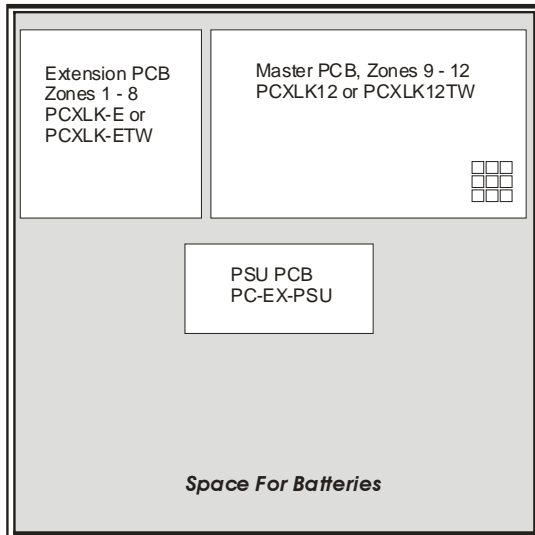 Extension PCB
Zones 1 - 8
PCXLK-E or
PCXLK-ETW
Master PCB, Zones 9 - 12
PCXLK12 or PCXLK12TW
PSU PCB
PC-EX-PSU
Space For Batteries